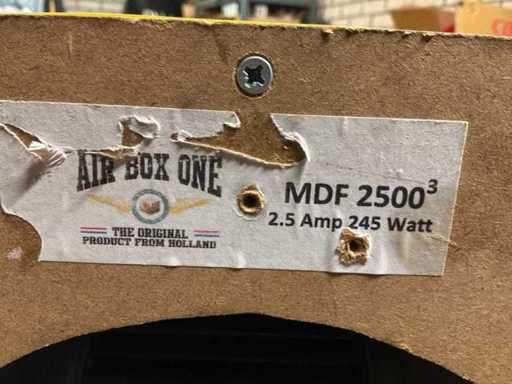 AIR BOX ONE
THE ORIGINAL
PRODUCT FROM HOLLAND
MDF 2500³
2.5 Amp 245 Watt